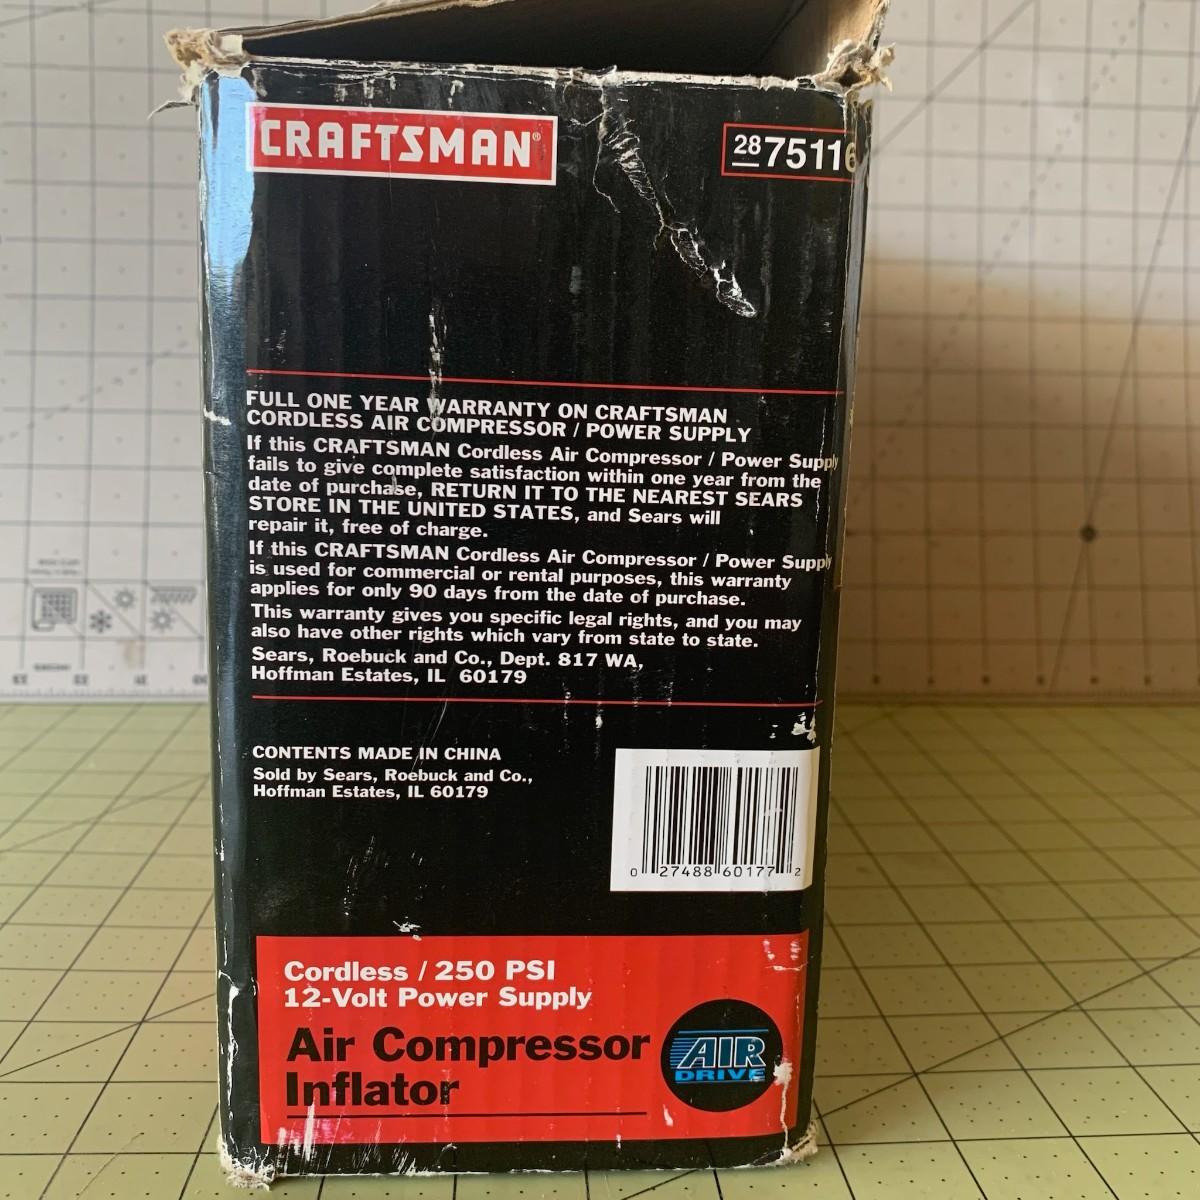 CRAFTSMAN®
28 75116
FULL ONE YEAR WARRANTY ON CRAFTSMAN
CORDLESS AIR COMPRESSOR / POWER SUPPLY
If this CRAFTSMAN Cordless Air Compressor / Power Supply
fails to give complete satisfaction within one year from the
date of purchase, RETURN IT TO THE NEAREST SEARS
STORE IN THE UNITED STATES, and Sears will
repair it, free of charge.
If this CRAFTSMAN Cordless Air Compressor / Power Supply
is used for commercial or rental purposes, this warranty
applies for only 90 days from the date of purchase.
This warranty gives you specific legal rights, and you may
also have other rights which vary from state to state.
Sears, Roebuck and Co., Dept. 817 WA,
Hoffman Estates, IL 60179
CONTENTS MADE IN CHINA
Sold by Sears, Roebuck and Co.,
Hoffman Estates, IL 60179
0 27488 60177 2
Cordless / 250 PSI
12-Volt Power Supply
Air Compressor
Inflator
AIR
DRIVE